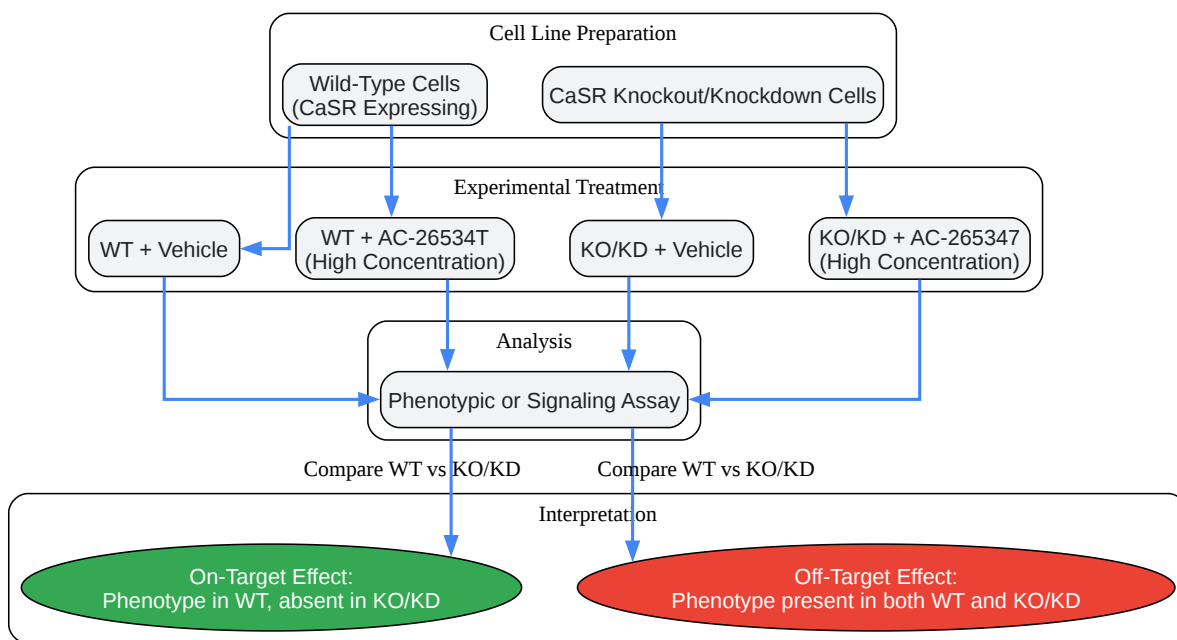 Cell Line Preparation
Wild-Type Cells
(CaSR Expressing)
CaSR Knockout/Knockdown Cells
Experimental Treatment
WT + Vehicle
WT + AC-26534T
(High Concentration)
KO/KD + Vehicle
KO/KD + AC-265347
(High Concentration)
Analysis
Phenotypic or Signaling Assay
Compare WT vs KO/KD
Compare WT vs KO/KD
Interpretation
On-Target Effect:
Phenotype in WT, absent in KO/KD
Off-Target Effect:
Phenotype present in both WT and KO/KD